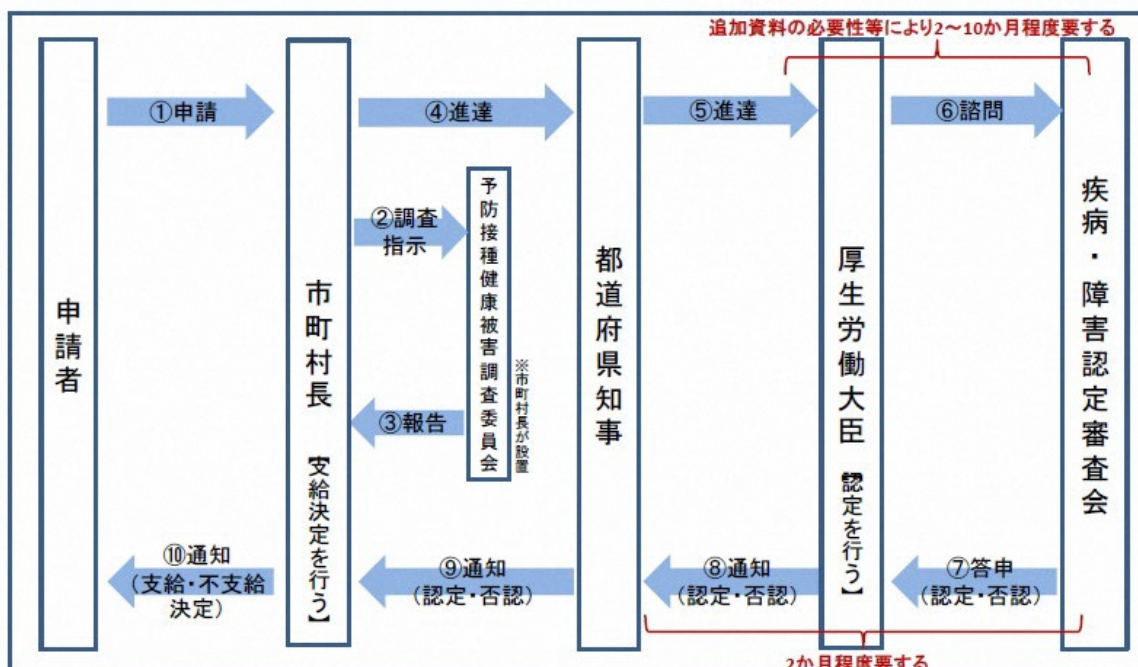 追加資料の必要性等により2～10か月程度要する
①申請
④進達
⑤進達
⑥諮問
②調査
指示
予防接種健康被害調査委員会
※市町村長が設置
③報告
申請者
市町村長
【支給決定を行う】
都道府県知事
厚生労働大臣
【認定を行う】
疾病・障害認定審査会
⑩通知
(支給・不支給
決定)
⑨通知
(認定・否認)
⑧通知
(認定・否認)
⑦答申
(認定・否認)
2か月程度要する